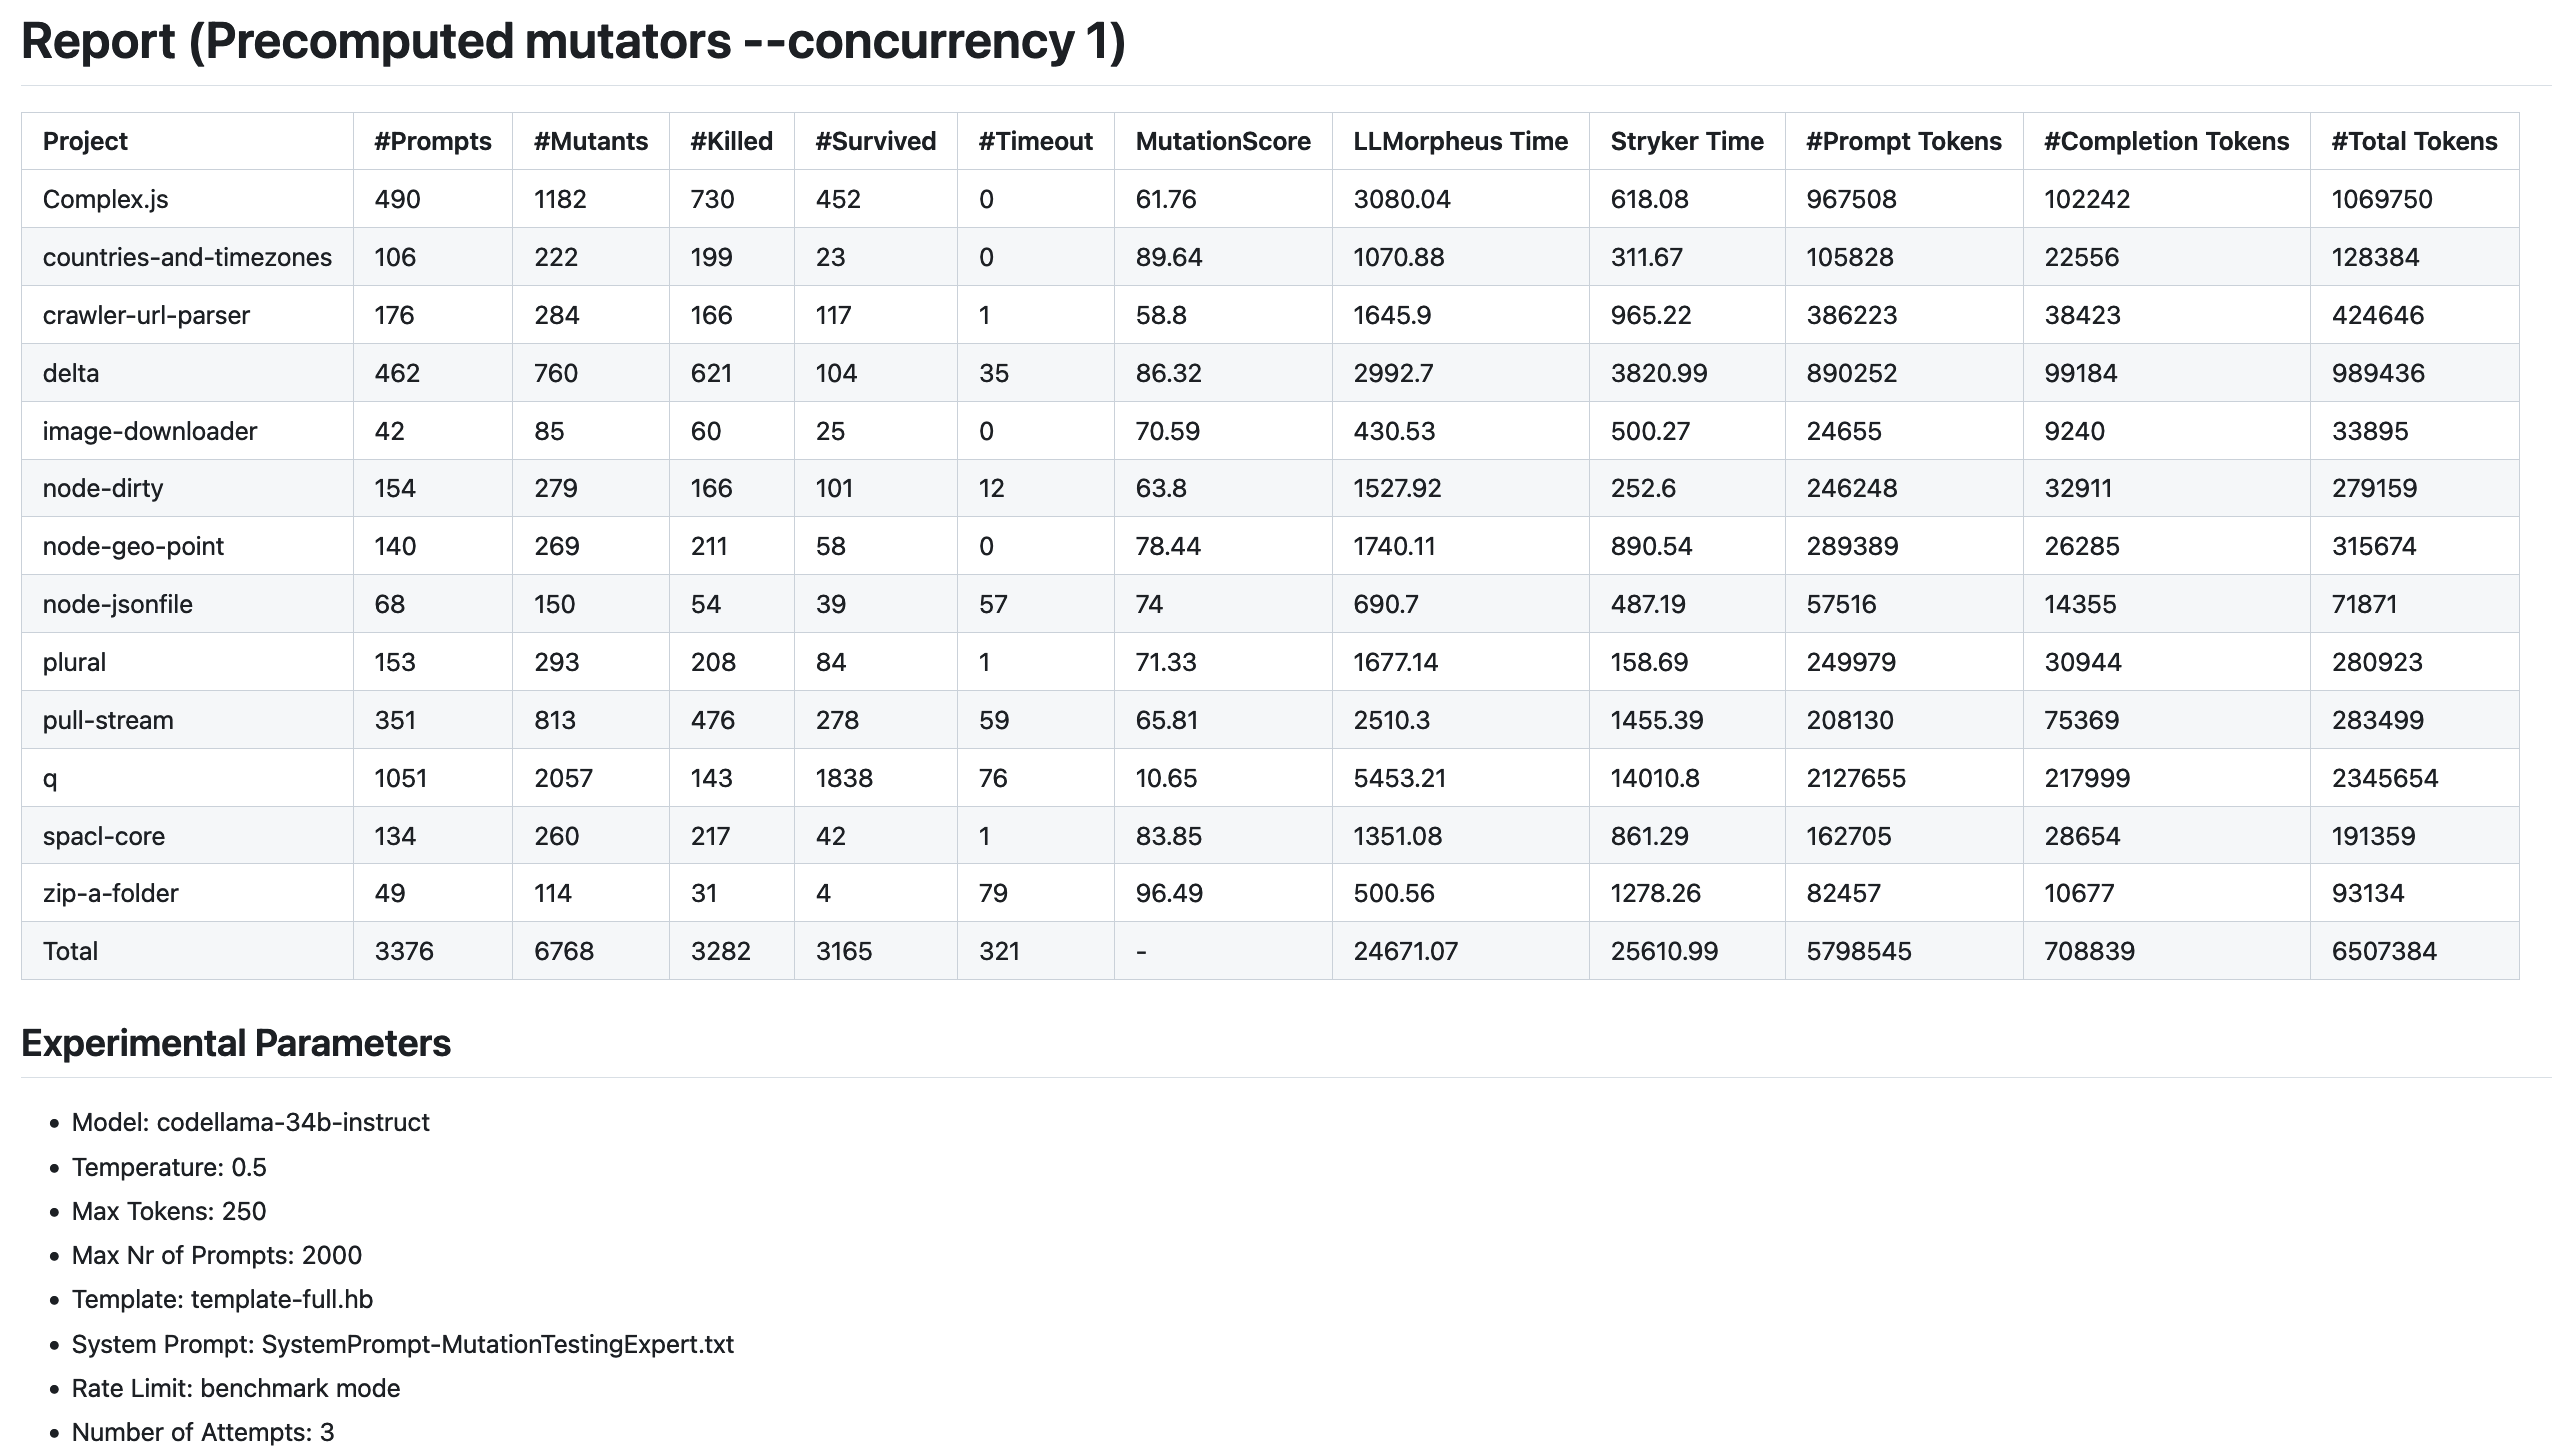 Report (Precomputed mutators --concurrency 1)
Project #Prompts #Mutants #Killed #Survived #Timeout MutationScore LLMorpheus Time Stryker Time #Prompt Tokens #Completion Tokens #Total Tokens
Complex.js 490 1182 730 452 0 61.76 3080.04 618.08 967508 102242 1069750
countries-and-timezones 106 222 199 23 0 89.64 1070.88 311.67 105828 22556 128384
crawler-url-parser 176 284 166 117 1 58.8 1645.9 965.22 386223 38423 424646
delta 462 760 621 104 35 86.32 2992.7 3820.99 890252 99184 989436
image-downloader 42 85 60 25 0 70.59 430.53 500.27 24655 9240 33895
node-dirty 154 279 166 101 12 63.8 1527.92 252.6 246248 32911 279159
node-geo-point 140 269 211 58 0 78.44 1740.11 890.54 289389 26285 315674
node-jsonfile 68 150 54 39 57 74 690.7 487.19 57516 14355 71871
plural 153 293 208 84 1 71.33 1677.14 158.69 249979 30944 280923
pull-stream 351 813 476 278 59 65.81 2510.3 1455.39 208130 75369 283499
q 1051 2057 143 1838 76 10.65 5453.21 14010.8 2127655 217999 2345654
spacl-core 134 260 217 42 1 83.85 1351.08 861.29 162705 28654 191359
zip-a-folder 49 114 31 4 79 96.49 500.56 1278.26 82457 10677 93134
Total 3376 6768 3282 3165 321 - 24671.07 25610.99 5798545 708839 6507384
Experimental Parameters
• Model: codellama-34b-instruct
• Temperature: 0.5
• Max Tokens: 250
• Max Nr of Prompts: 2000
• Template: template-full.hb
• System Prompt: SystemPrompt-MutationTestingExpert.txt
• Rate Limit: benchmark mode
• Number of Attempts: 3